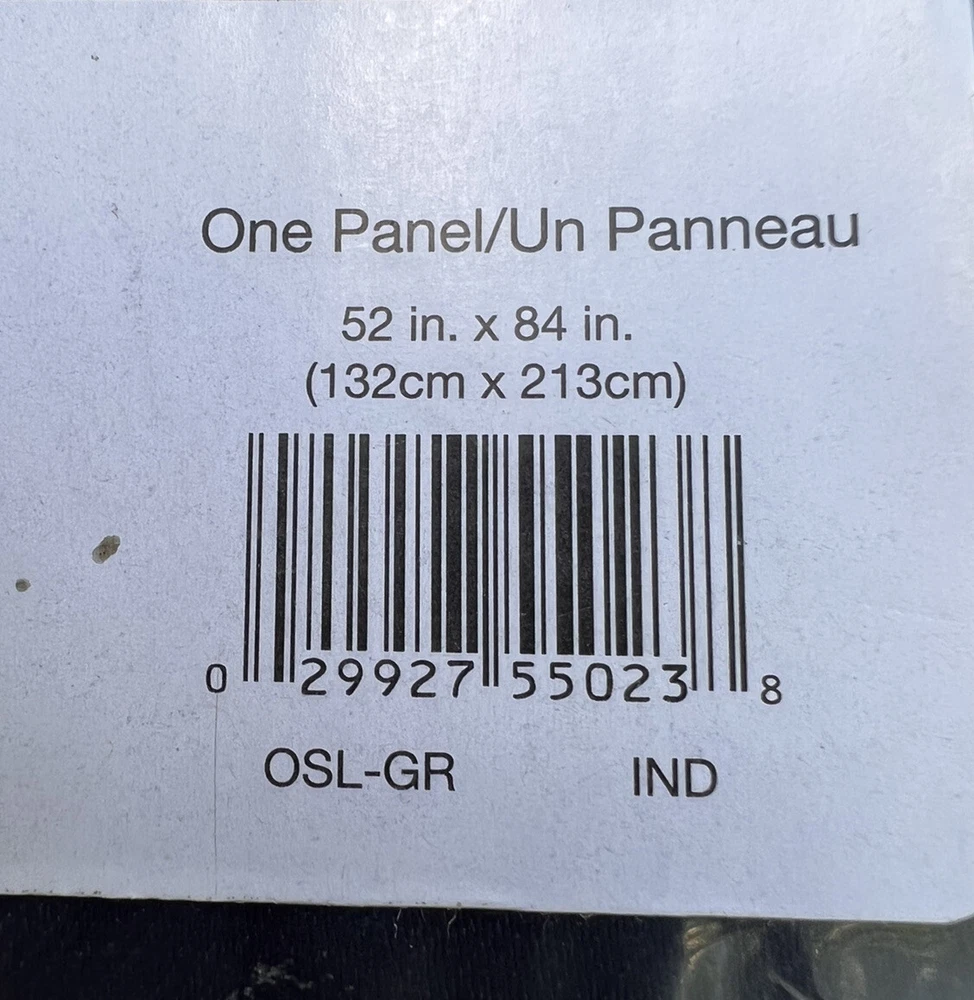 One Panel/Un Panneau
52 in. x 84 in.
(132cm x 213cm)
0 29927 55023 8
OSL-GR IND